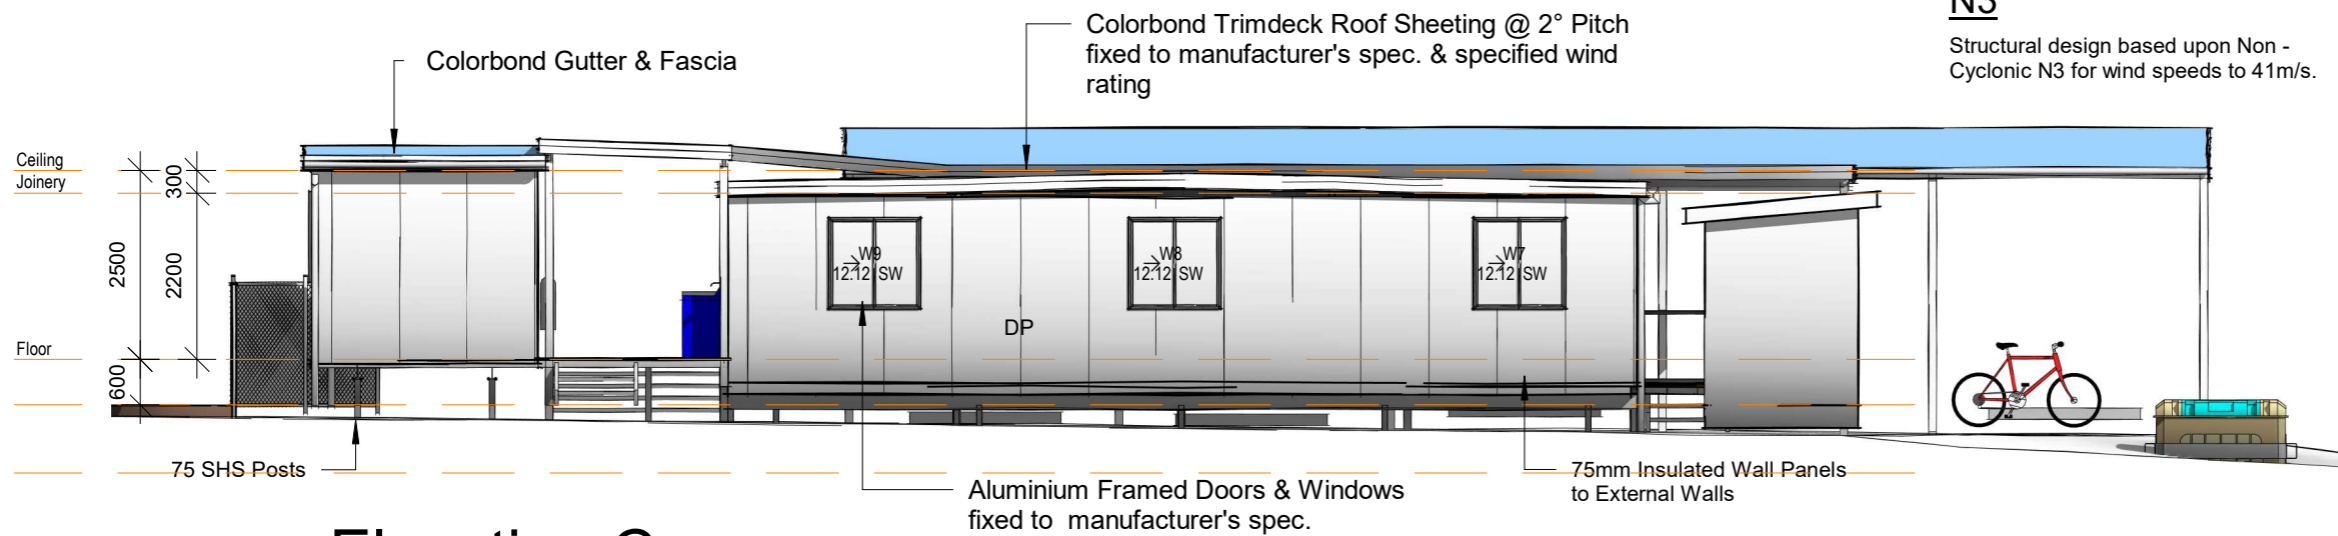 N3
Structural design based upon Non -
Cyclonic N3 for wind speeds to 41m/s.
Colorbond Trimdeck Roof Sheeting @ 2° Pitch
fixed to manufacturer's spec. & specified wind
rating
Colorbond Gutter & Fascia
Ceiling
Joinery
Floor
300
2500
2200
600
W9
12.12 SW
W8
12.12 SW
W7
12.12 SW
DP
75 SHS Posts
75mm Insulated Wall Panels
to External Walls
Aluminium Framed Doors & Windows
fixed to manufacturer's spec.